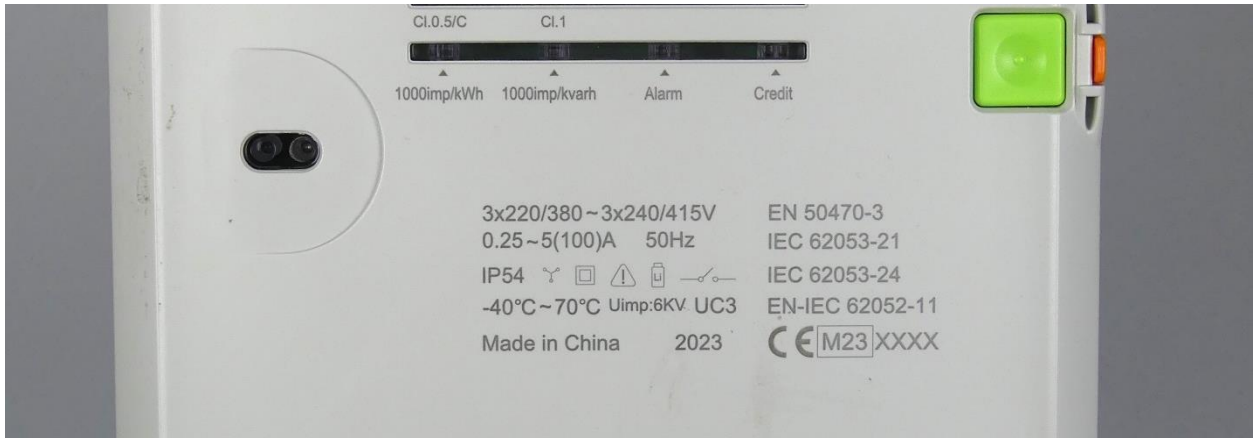 Cl.0.5/C Cl.1
1000imp/kWh 1000imp/kvarh Alarm Credit
3x220/380~3x240/415V EN 50470-3
0.25~5(100)A 50Hz IEC 62053-21
IP54 IEC 62053-24
-40°C~70°C Uimp:6KV UC3 EN-IEC 62052-11
Made in China 2023 CE M23 XXXX